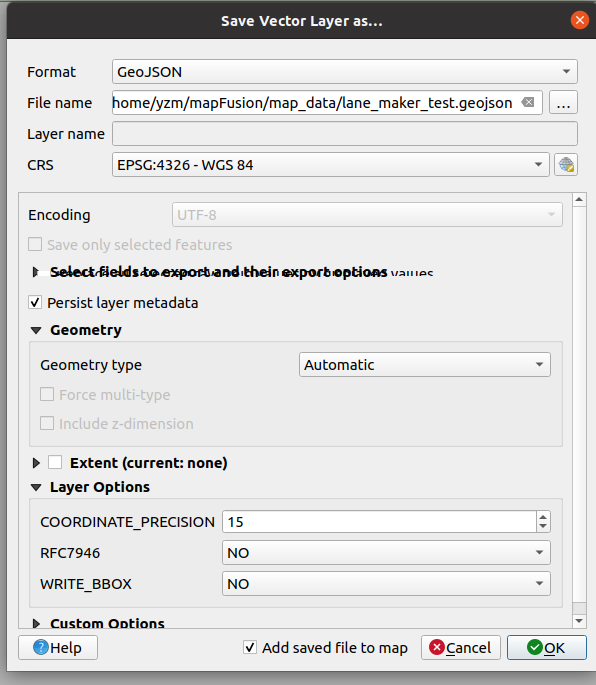 Save Vector Layer as...
Format GeoJSON
File name home/yzm/mapFusion/map_data/lane_maker_test.geojson ...
Layer name
CRS EPSG:4326 - WGS 84
Encoding UTF-8
Save only selected features
Select fields to export and their export options
values
Persist layer metadata
Geometry
Geometry type Automatic
Force multi-type
Include z-dimension
Extent (current: none)
Layer Options
COORDINATE_PRECISION 15
RFC7946 NO
WRITE_BBOX NO
Custom Options
Help Add saved file to map Cancel OK